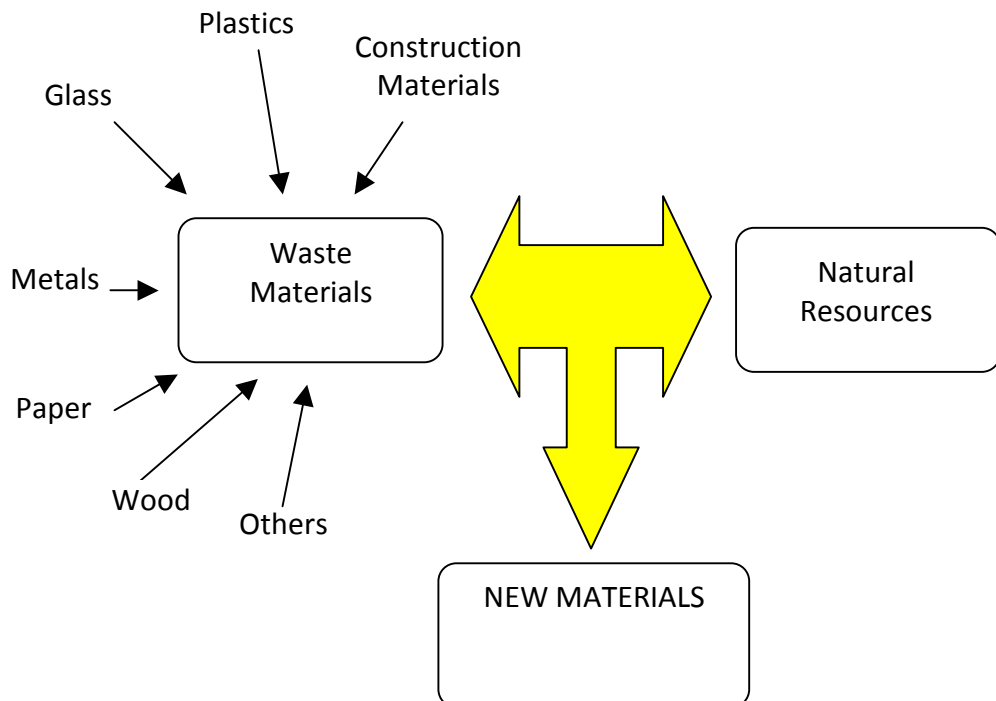 Plastics
Construction
Materials
Glass
Waste
Materials
Natural
Resources
Metals
Paper
Wood
Others
NEW MATERIALS